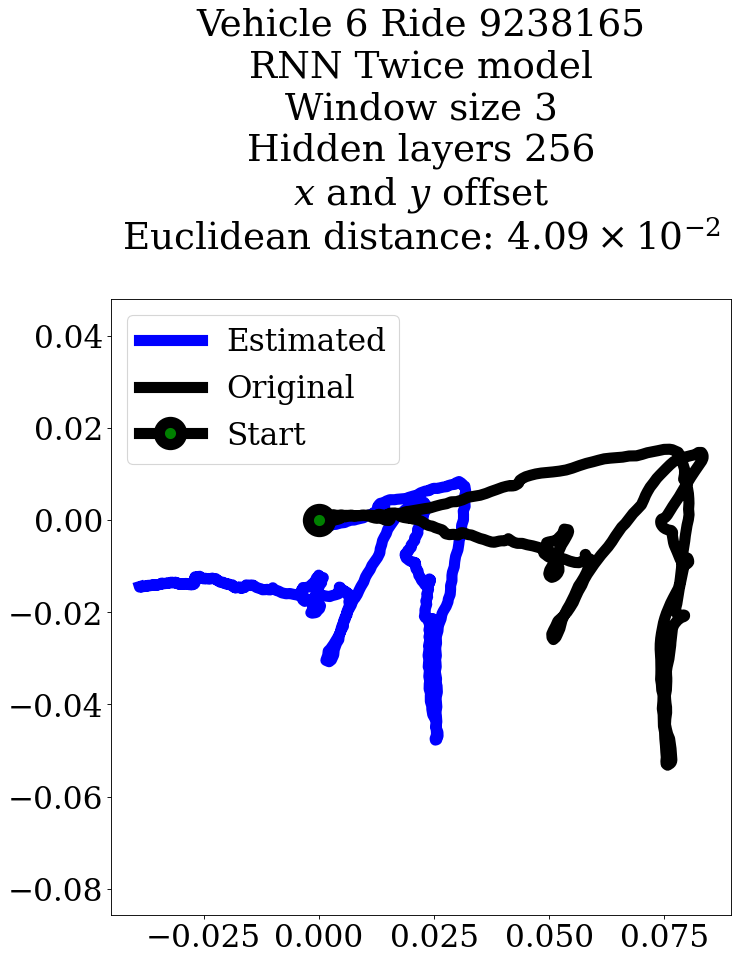 Vehicle 6 Ride 9238165
RNN Twice model
Window size 3
Hidden layers 256
x and y offset
Euclidean distance: 4.09 × 10⁻²
Estimated
Original
Start
0.04
0.02
0.00
−0.02
−0.04
−0.06
−0.08
−0.025 0.000 0.025 0.050 0.075